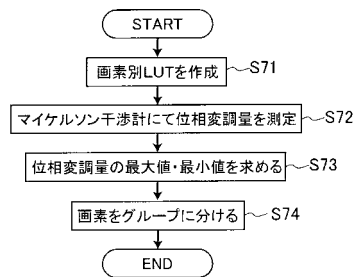 START
画素別LUTを作成
S71
マイケルソン干渉計にて位相変調量を測定
S72
位相変調量の最大値・最小値を求める
S73
画素をグループに分ける
S74
END